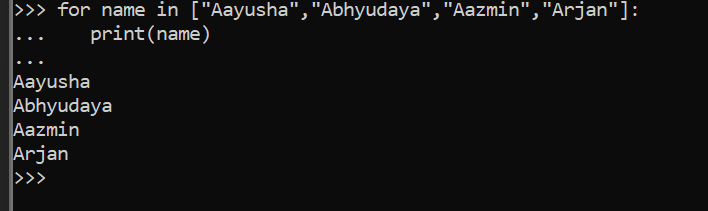 >>> for name in ["Aayusha","Abhyudaya","Aazmin","Arjan"]:
...    print(name)
...
Aayusha
Abhyudaya
Aazmin
Arjan
>>>